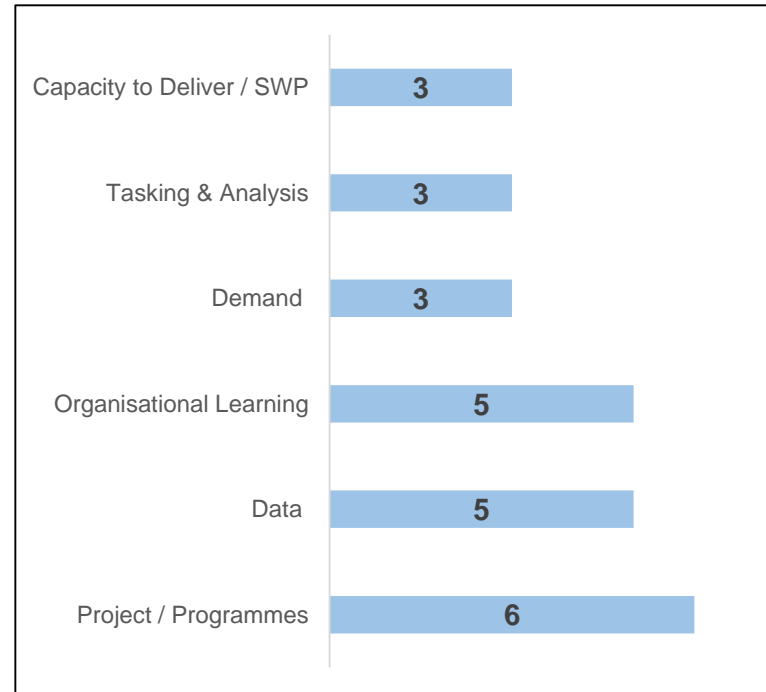 Capacity to Deliver / SWP 3
Tasking & Analysis 3
Demand 3
Organisational Learning 5
Data 5
Project / Programmes 6